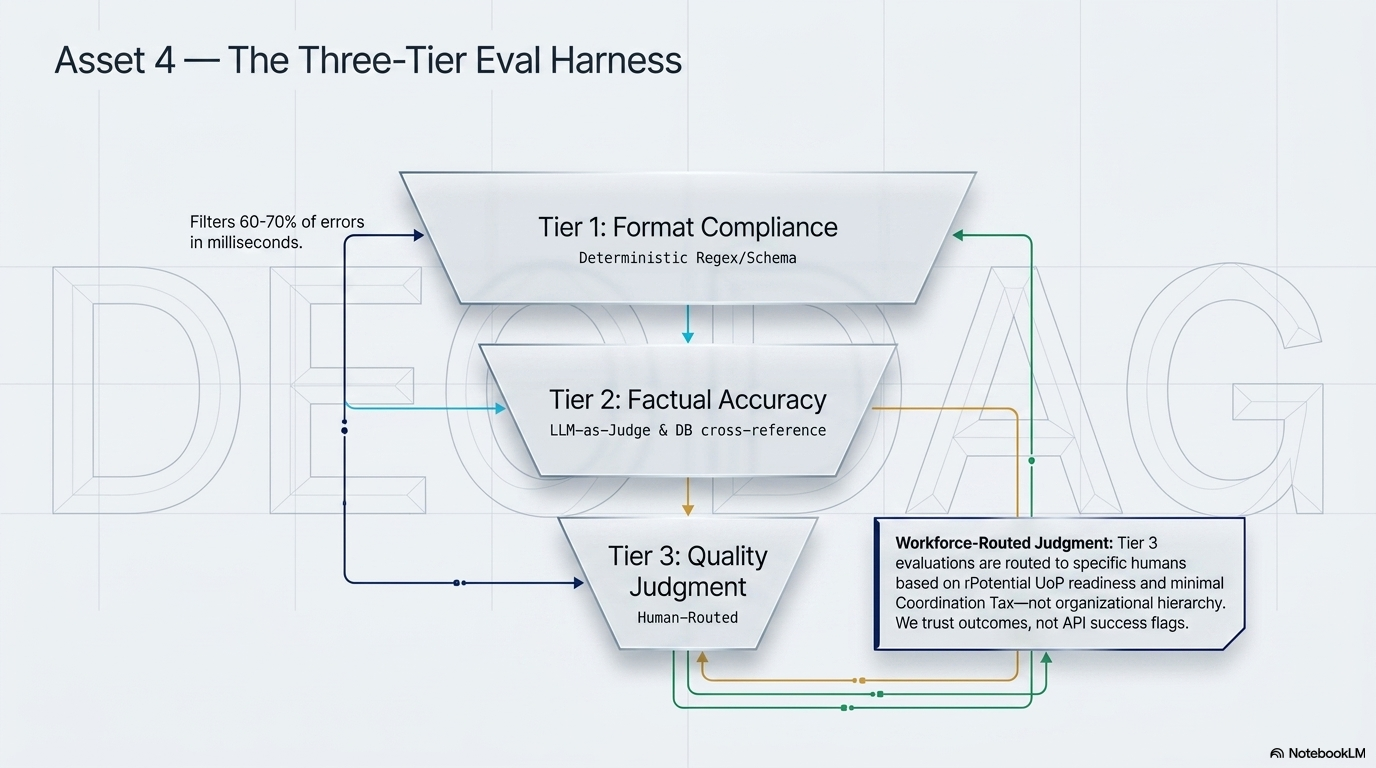 Asset 4 — The Three-Tier Eval Harness
Filters 60-70% of errors
in milliseconds.
Tier 1: Format Compliance
Deterministic Regex/Schema
Tier 2: Factual Accuracy
LLM-as-Judge & DB cross-reference
Tier 3: Quality
Judgment
Human-Routed
Workforce-Routed Judgment: Tier 3
evaluations are routed to specific humans
based on rPotential UoP readiness and minimal
Coordination Tax—not organizational hierarchy.
We trust outcomes, not API success flags.
DEO DAG
NotebookLM